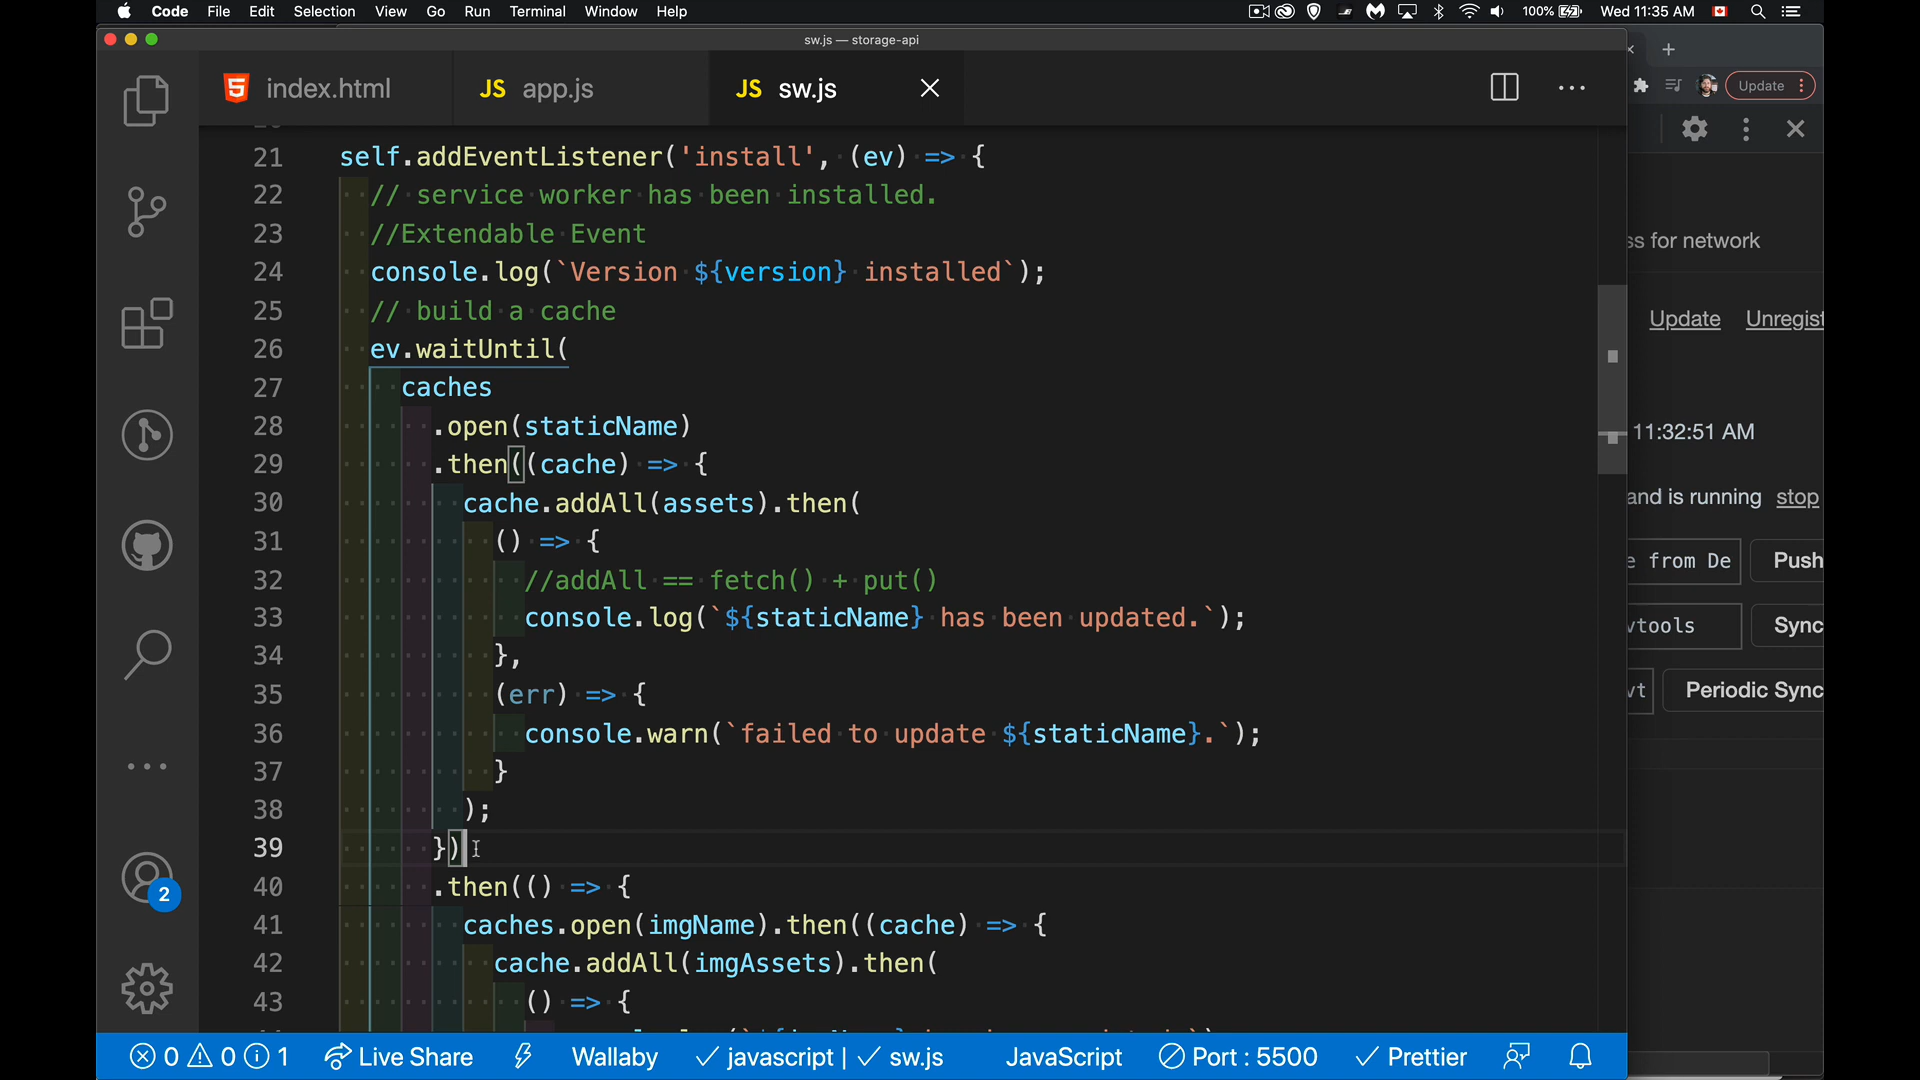 Code File Edit Selection View Go Run Terminal Window Help 100% Wed 11:35 AM
sw.js — storage-api
index.html JS app.js JS sw.js
Update
21 self.addEventListener('install', (ev) => {
22 // service worker has been installed.
23 //Extendable Event
24 console.log(`Version ${version} installed`);
25 // build a cache
26 ev.waitUntil(
27 caches
28 .open(staticName)
29 .then((cache) => {
30 cache.addAll(assets).then(
31 () => {
32 //addAll == fetch() + put()
33 console.log(`${staticName} has been updated.`);
34 },
35 (err) => {
36 console.warn(`failed to update ${staticName}.`);
37 }
38 );
39 })
40 .then(() => {
41 caches.open(imgName).then((cache) => {
42 cache.addAll(imgAssets).then(
43 () => {
ss for network
Update Unregist
11:32:51 AM
and is running stop
e from De Push
vtools Sync
vt Periodic Sync
2
0 0 1 Live Share Wallaby javascript | sw.js JavaScript Port : 5500 Prettier